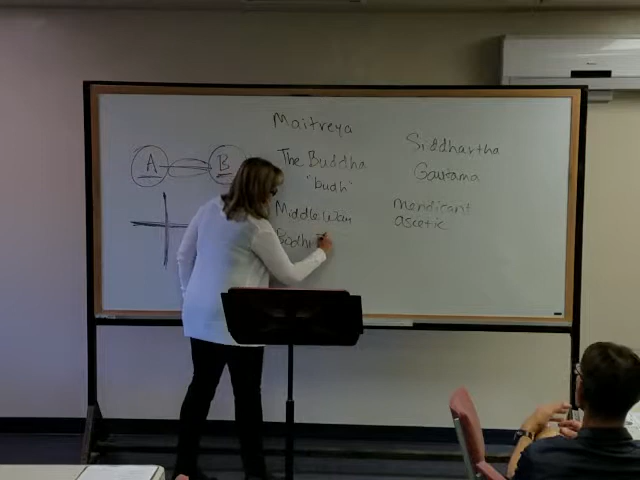 Maitreya
A B
The Buddha
"budh"
Middle Way
Siddhartha
Gautama
mendicant
ascetic